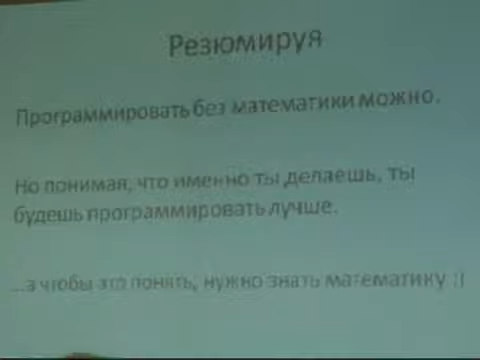 Резюмируя
Программировать без математики можно.
Но понимая, что именно ты делаешь, ты
будешь программировать лучше.
...а чтобы это понять, нужно знать математику :)